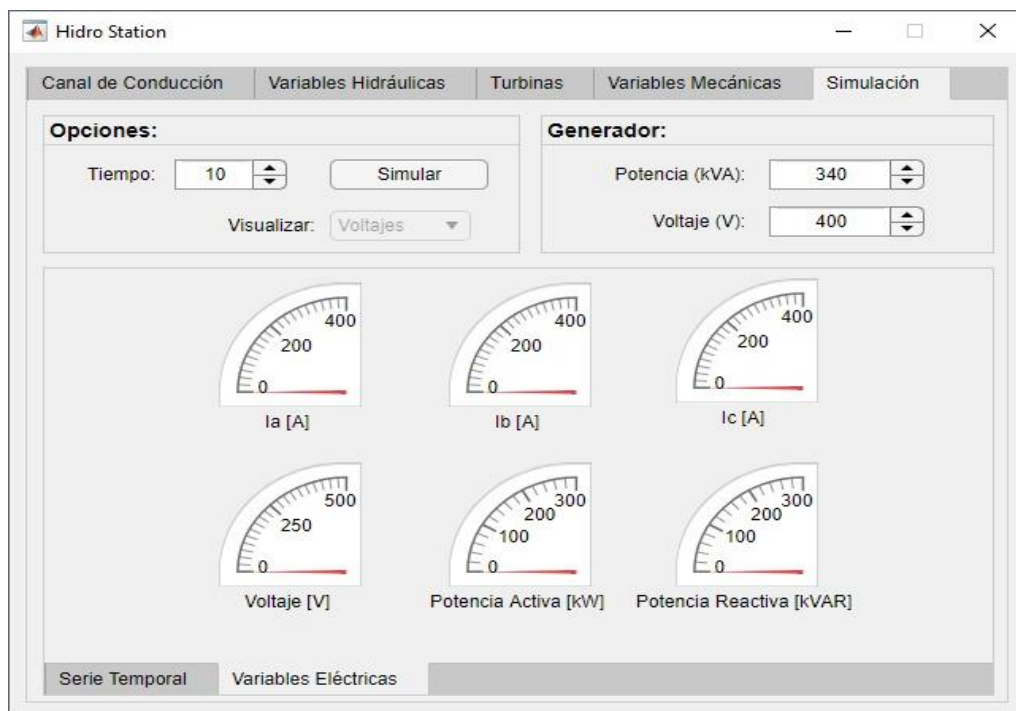 Hidro Station
Canal de Conducción Variables Hidráulicas Turbinas Variables Mecánicas Simulación
Opciones:
Tiempo: 10 Simular
Visualizar: Voltajes
Generador:
Potencia (kVA): 340
Voltaje (V): 400
0 200 400
Ia [A]
0 200 400
Ib [A]
0 200 400
Ic [A]
0 250 500
Voltaje [V]
0 100 200 300
Potencia Activa [kW]
0 100 200 300
Potencia Reactiva [kVAR]
Serie Temporal Variables Eléctricas